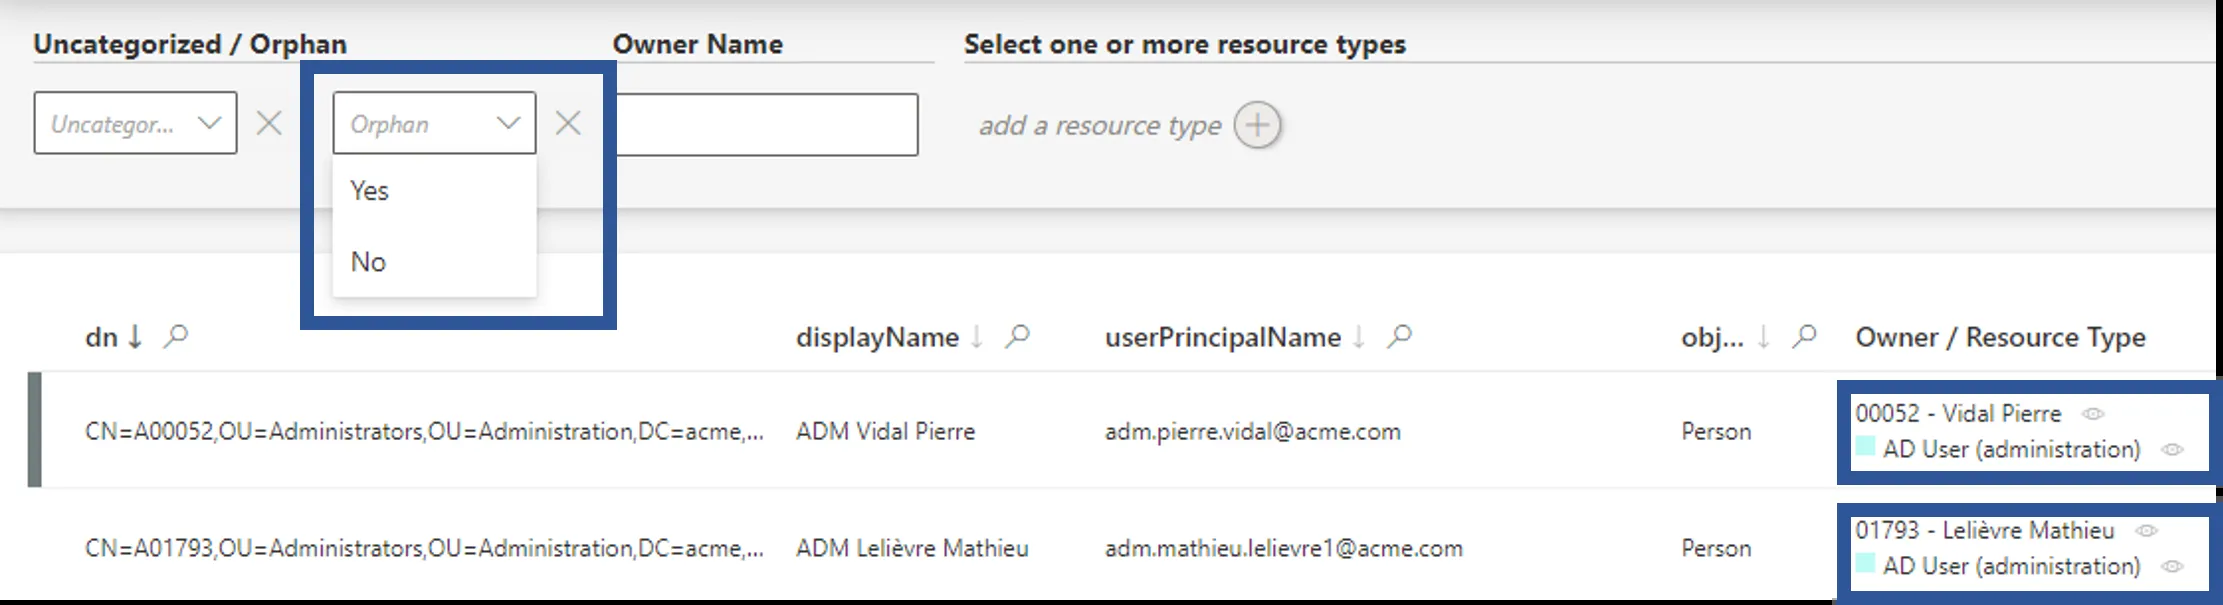 Uncategorized / Orphan Owner Name Select one or more resource types
Uncategor... Orphan add a resource type
Yes
No
dn displayName userPrincipalName obj... Owner / Resource Type
CN=A00052,OU=Administrators,OU=Administration,DC=acme,... ADM Vidal Pierre adm.pierre.vidal@acme.com Person 00052 - Vidal Pierre
AD User (administration)
CN=A01793,OU=Administrators,OU=Administration,DC=acme,... ADM Lelièvre Mathieu adm.mathieu.lelievre1@acme.com Person 01793 - Lelièvre Mathieu
AD User (administration)